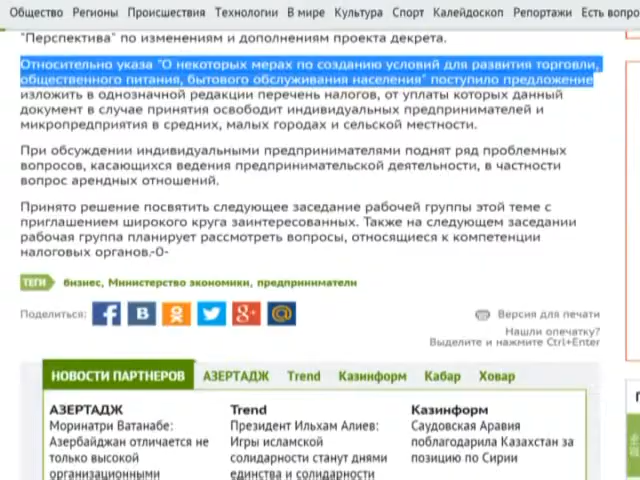 Общество Регионы Происшествия Технологии В мире Культура Спорт Калейдоскоп Репортажи Есть вопро
"Перспектива" по изменениям и дополнениям проекта декрета.
Относительно указа "О некоторых мерах по созданию условий для развития торговли,
общественного питания, бытового обслуживания населения" поступило предложение
изложить в однозначной редакции перечень налогов, от уплаты которых данный
документ в случае принятия освободит индивидуальных предпринимателей и
микропредприятия в средних, малых городах и сельской местности.
При обсуждении индивидуальными предпринимателями поднят ряд проблемных
вопросов, касающихся ведения предпринимательской деятельности, в частности
вопрос арендных отношений.
Принято решение посвятить следующее заседание рабочей группы этой теме с
приглашением широкого круга заинтересованных. Также на следующем заседании
рабочая группа планирует рассмотреть вопросы, относящиеся к компетенции
налоговых органов.-0-
ТЕГИ бизнес, Министерство экономики, предприниматели
Поделиться: Версия для печати
Нашли опечатку?
Выделите и нажмите Ctrl+Enter
НОВОСТИ ПАРТНЕРОВ АЗЕРТАДЖ Trend Казинформ Кабар Ховар
АЗЕРТАДЖ Trend Казинформ
Моринатри Ватанабе: Президент Ильхам Алиев: Саудовская Аравия
Азербайджан отличается не Игры исламской поблагодарила Казахстан за
только высокой солидарности станут днями позицию по Сирии
организационными единства и солидарности